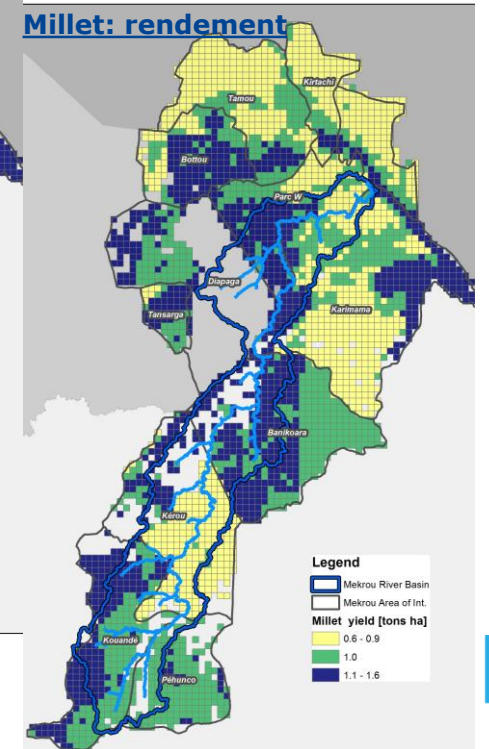 Millet: rendement
Kirtachi
Tamou
Bottou
Parc W
Diapaga
Tansarga
Karimama
Banikoara
Kérou
Kouandé
Péhunco
Legend
Mekrou River Basin
Mekrou Area of Int.
Millet yield [tons ha]
0.6 - 0.9
1.0
1.1 - 1.6